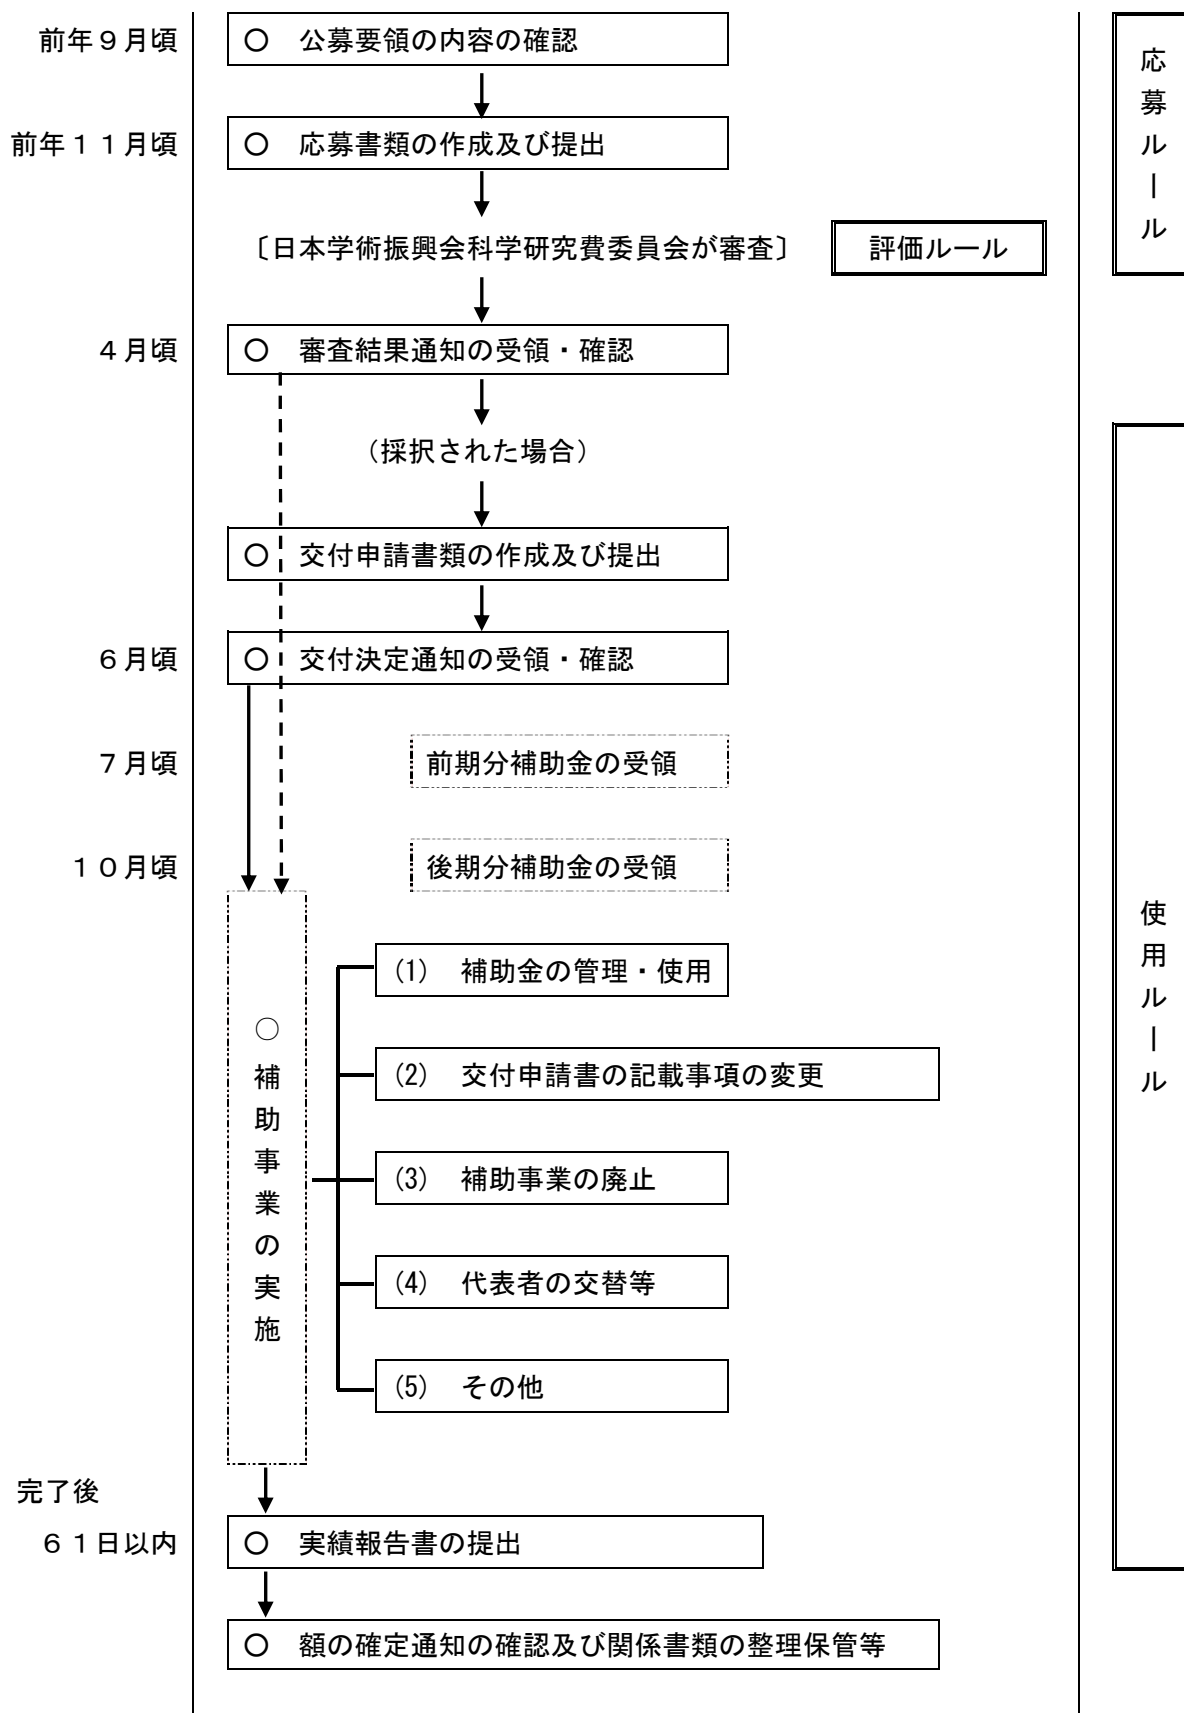 前年９月頃
○　公募要領の内容の確認
前年１１月頃
○　応募書類の作成及び提出
〔日本学術振興会科学研究費委員会が審査〕
評価ルール
応募ルール
４月頃
○　審査結果通知の受領・確認
（採択された場合）
○　交付申請書類の作成及び提出
６月頃
○　交付決定通知の受領・確認
７月頃
前期分補助金の受領
１０月頃
後期分補助金の受領
○補助事業の実施
(1)　補助金の管理・使用
(2)　交付申請書の記載事項の変更
(3)　補助事業の廃止
(4)　代表者の交替等
(5)　その他
使用ルール
完了後
６１日以内
○　実績報告書の提出
○　額の確定通知の確認及び関係書類の整理保管等